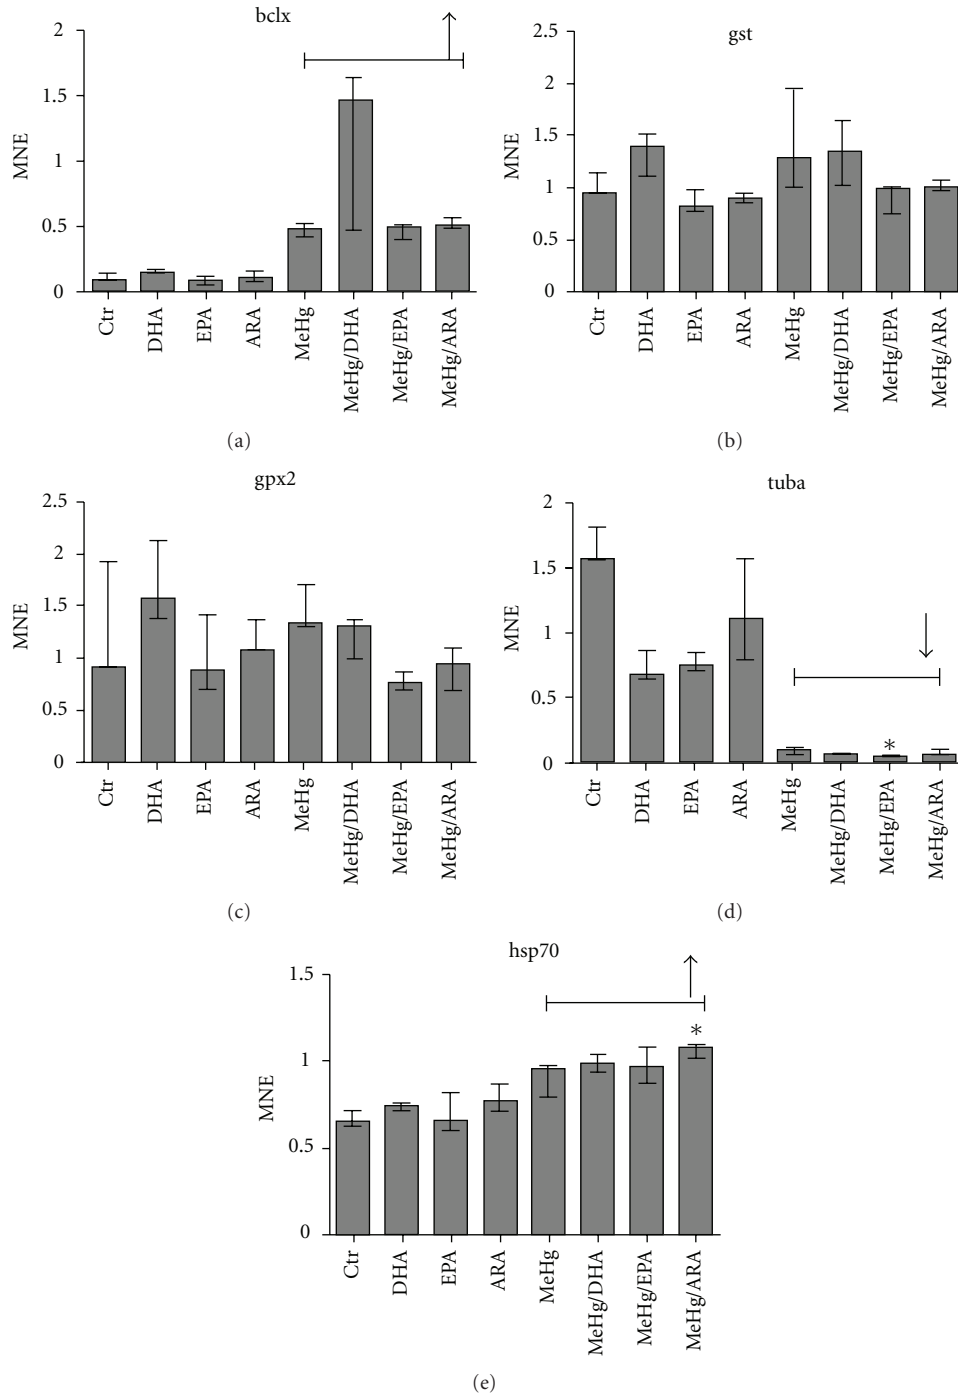 bclx
MNE
2
1.5
1
0.5
0
Ctr
DHA
EPA
ARA
MeHg
MeHg/DHA
MeHg/EPA
MeHg/ARA
(a)
gst
MNE
2.5
2
1.5
1
0.5
0
Ctr
DHA
EPA
ARA
MeHg
MeHg/DHA
MeHg/EPA
MeHg/ARA
(b)
gpx2
MNE
2.5
2
1.5
1
0.5
0
Ctr
DHA
EPA
ARA
MeHg
MeHg/DHA
MeHg/EPA
MeHg/ARA
(c)
tuba
MNE
2
1.5
1
0.5
0
*
Ctr
DHA
EPA
ARA
MeHg
MeHg/DHA
MeHg/EPA
MeHg/ARA
(d)
hsp70
MNE
1.5
1
0.5
0
*
Ctr
DHA
EPA
ARA
MeHg
MeHg/DHA
MeHg/EPA
MeHg/ARA
(e)